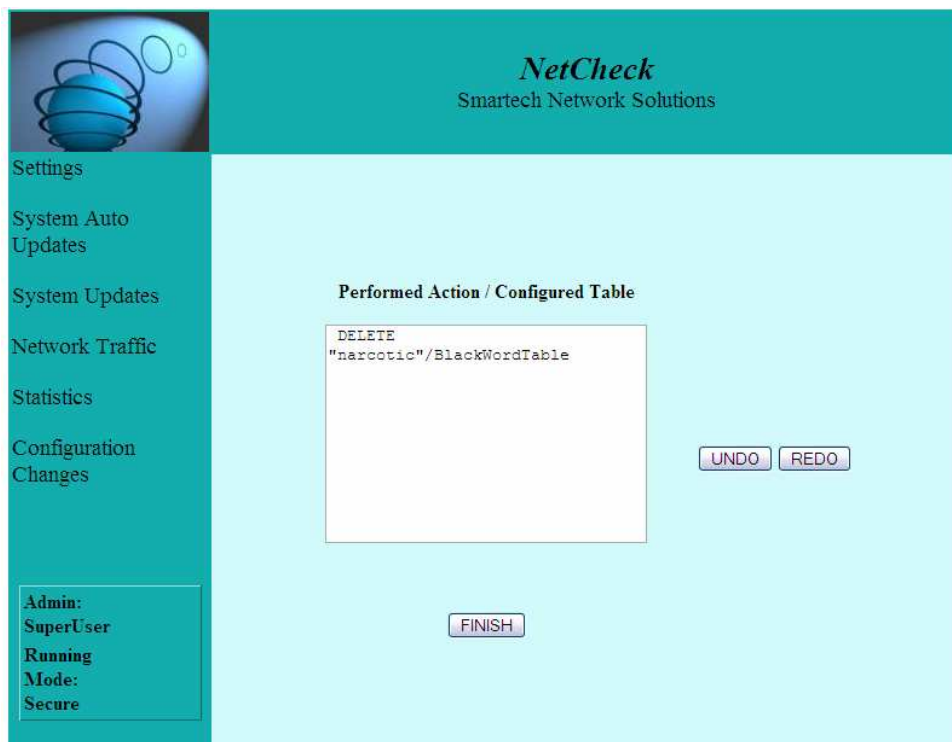 NetCheck
Smartech Network Solutions
Settings
System Auto
Updates
System Updates
Network Traffic
Statistics
Configuration
Changes
Admin:
SuperUser
Running
Mode:
Secure
Performed Action / Configured Table
DELETE
"narcotic"/BlackWordTable
UNDO REDO
FINISH